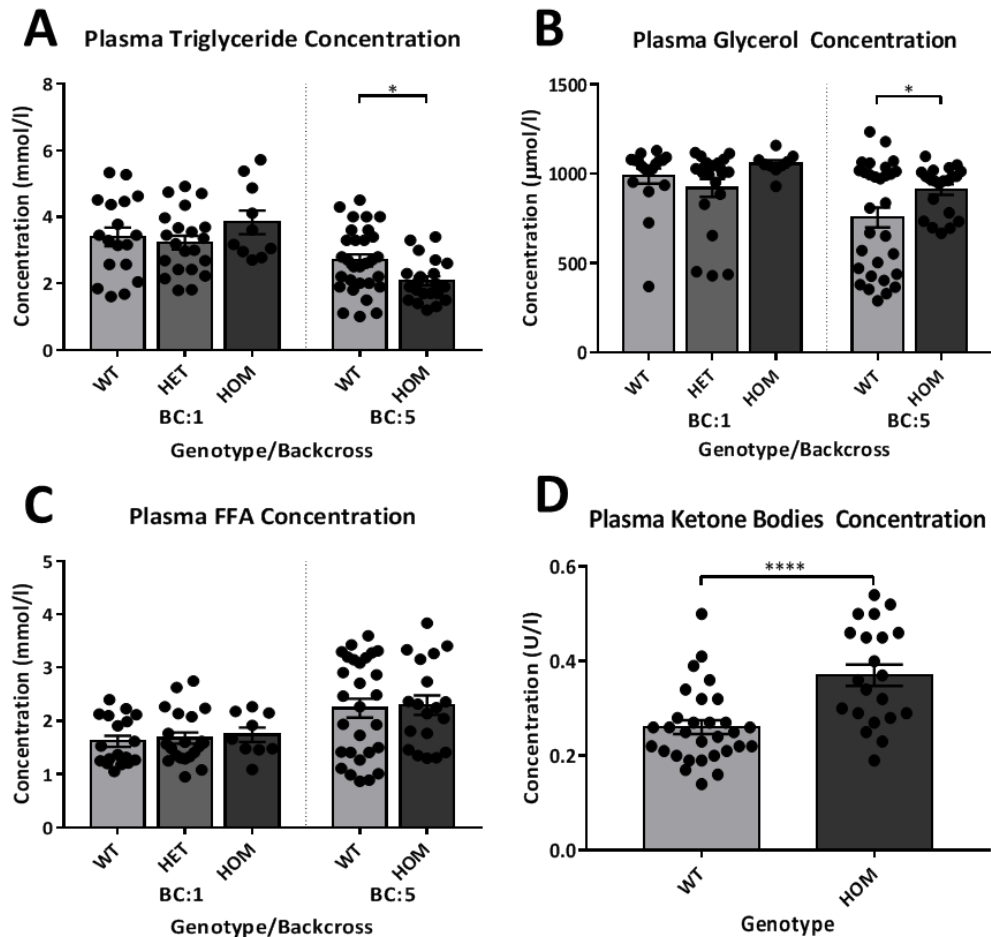 A
Plasma Triglyceride Concentration
Concentration (mmol/l)
8
6
4
2
0
*
WT
HET
HOM
WT
HOM
BC:1
BC:5
Genotype/Backcross
B
Plasma Glycerol Concentration
Concentration (µmol/l)
1500
1000
500
0
*
WT
HET
HOM
WT
HOM
BC:1
BC:5
Genotype/Backcross
C
Plasma FFA Concentration
Concentration (mmol/l)
5
4
3
2
1
0
WT
HET
HOM
WT
HOM
BC:1
BC:5
Genotype/Backcross
D
Plasma Ketone Bodies Concentration
Concentration (U/l)
0.6
0.4
0.2
0.0
****
WT
HOM
Genotype